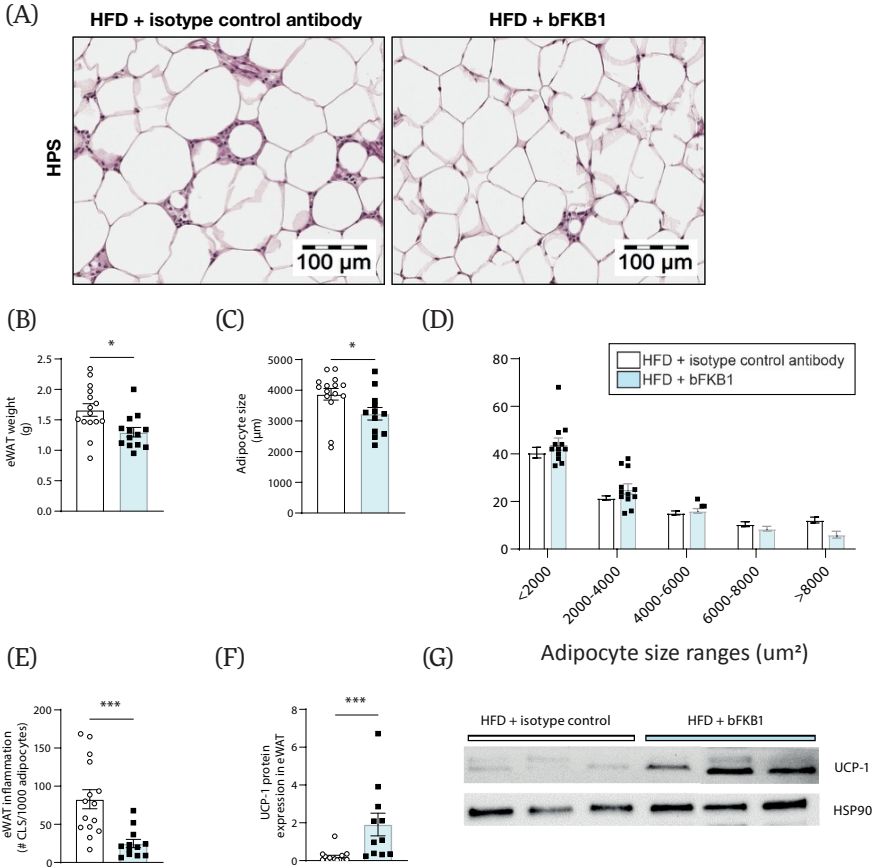 (A)
HFD + isotype control antibody
HFD + bFKB1
HPS
100 µm
100 µm
(B)
(C)
(D)
*
2.5
2.0
1.5
1.0
0.5
0.0
eWAT weight
(g)
*
5000
4000
3000
2000
1000
0
Adipocyte size
(µm)
HFD + isotype control antibody
HFD + bFKB1
80
60
40
20
0
<2000
2000-4000
4000-6000
6000-8000
>8000
Adipocyte size ranges (um²)
(E)
(F)
(G)
***
200
150
100
50
0
eWAT inflammation
(# CLS/1000 adipocytes)
***
8
6
4
2
0
UCP-1 protein
expression in eWAT
HFD + isotype control
HFD + bFKB1
UCP-1
HSP90